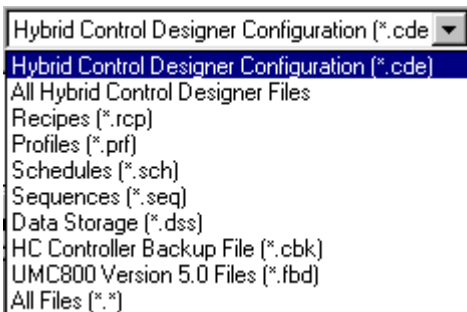 Hybrid Control Designer Configuration (*.cde
Hybrid Control Designer Configuration (*.cde)
All Hybrid Control Designer Files
Recipes (*.rcp)
Profiles (*.prf)
Schedules (*.sch)
Sequences (*.seq)
Data Storage (*.dss)
HC Controller Backup File (*.cbk)
UMC800 Version 5.0 Files (*.fbd)
All Files (*.*)